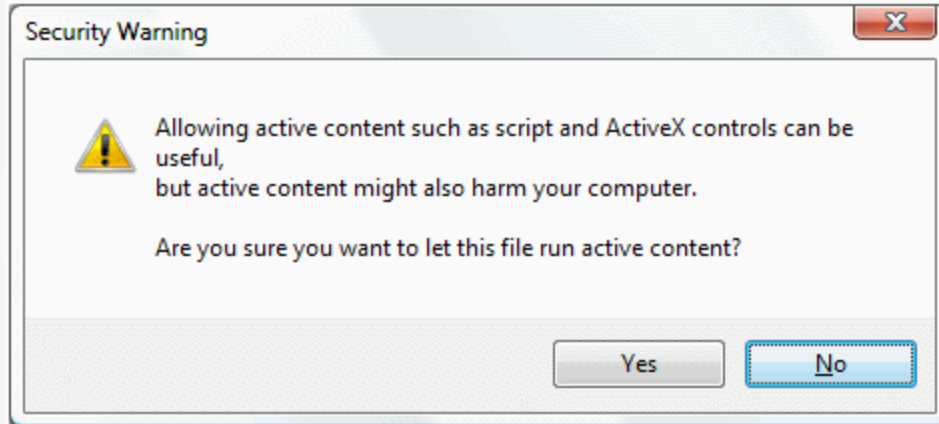 Security Warning
Allowing active content such as script and ActiveX controls can be
useful,
but active content might also harm your computer.
Are you sure you want to let this file run active content?
Yes
No